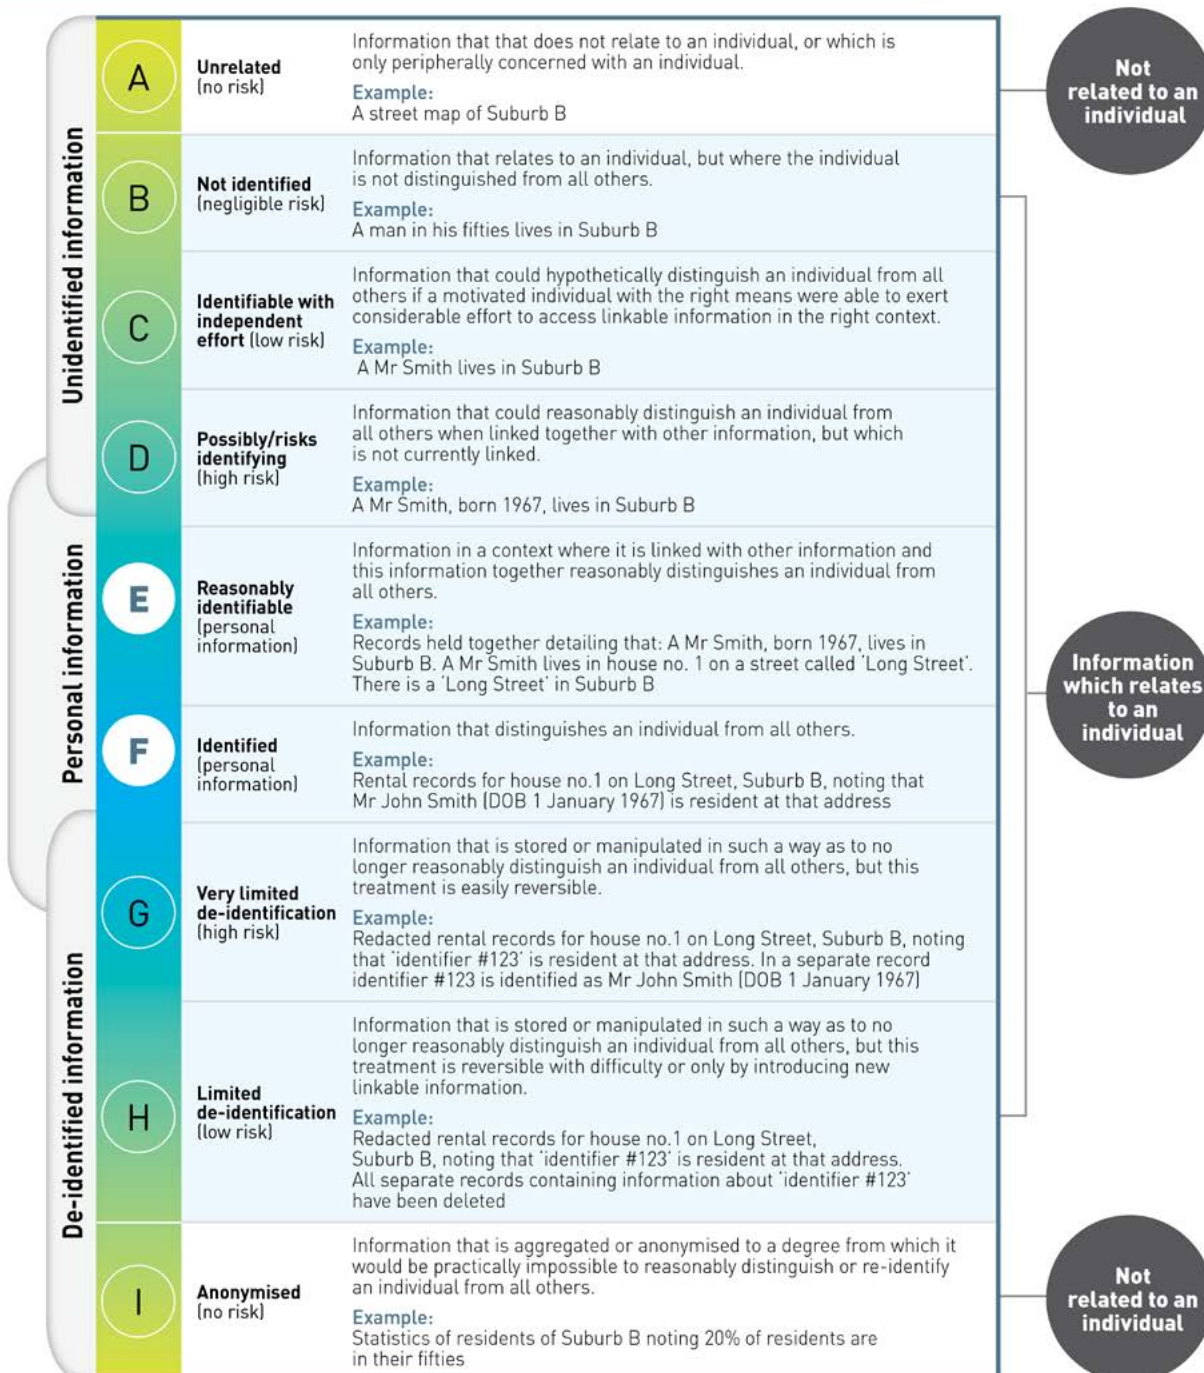 Unidentified information
Personal information
De-identified information
A
Unrelated
(no risk)
Information that that does not relate to an individual, or which is
only peripherally concerned with an individual.
Example:
A street map of Suburb B
B
Not identified
(negligible risk)
Information that relates to an individual, but where the individual
is not distinguished from all others.
Example:
A man in his fifties lives in Suburb B
C
Identifiable with
independent
effort (low risk)
Information that could hypothetically distinguish an individual from all
others if a motivated individual with the right means were able to exert
considerable effort to access linkable information in the right context.
Example:
A Mr Smith lives in Suburb B
D
Possibly/risks
identifying
(high risk)
Information that could reasonably distinguish an individual from
all others when linked together with other information, but which
is not currently linked.
Example:
A Mr Smith, born 1967, lives in Suburb B
E
Reasonably
identifiable
(personal
information)
Information in a context where it is linked with other information and
this information together reasonably distinguishes an individual from
all others.
Example:
Records held together detailing that: A Mr Smith, born 1967, lives in
Suburb B. A Mr Smith lives in house no. 1 on a street called ‘Long Street’.
There is a ‘Long Street’ in Suburb B
F
Identified
(personal
information)
Information that distinguishes an individual from all others.
Example:
Rental records for house no.1 on Long Street, Suburb B, noting that
Mr John Smith (DOB 1 January 1967) is resident at that address
G
Very limited
de-identification
(high risk)
Information that is stored or manipulated in such a way as to no
longer reasonably distinguish an individual from all others, but this
treatment is easily reversible.
Example:
Redacted rental records for house no.1 on Long Street, Suburb B, noting
that ‘identifier #123’ is resident at that address. In a separate record
identifier #123 is identified as Mr John Smith (DOB 1 January 1967)
H
Limited
de-identification
(low risk)
Information that is stored or manipulated in such a way as to no
longer reasonably distinguish an individual from all others, but this
treatment is reversible with difficulty or only by introducing new
linkable information.
Example:
Redacted rental records for house no.1 on Long Street,
Suburb B, noting that ‘identifier #123’ is resident at that address.
All separate records containing information about ‘identifier #123’
have been deleted
I
Anonymised
(no risk)
Information that is aggregated or anonymised to a degree from which it
would be practically impossible to reasonably distinguish or re-identify
an individual from all others.
Example:
Statistics of residents of Suburb B noting 20% of residents are
in their fifties
Not
related to an
individual
Information
which relates
to an
individual
Not
related to an
individual